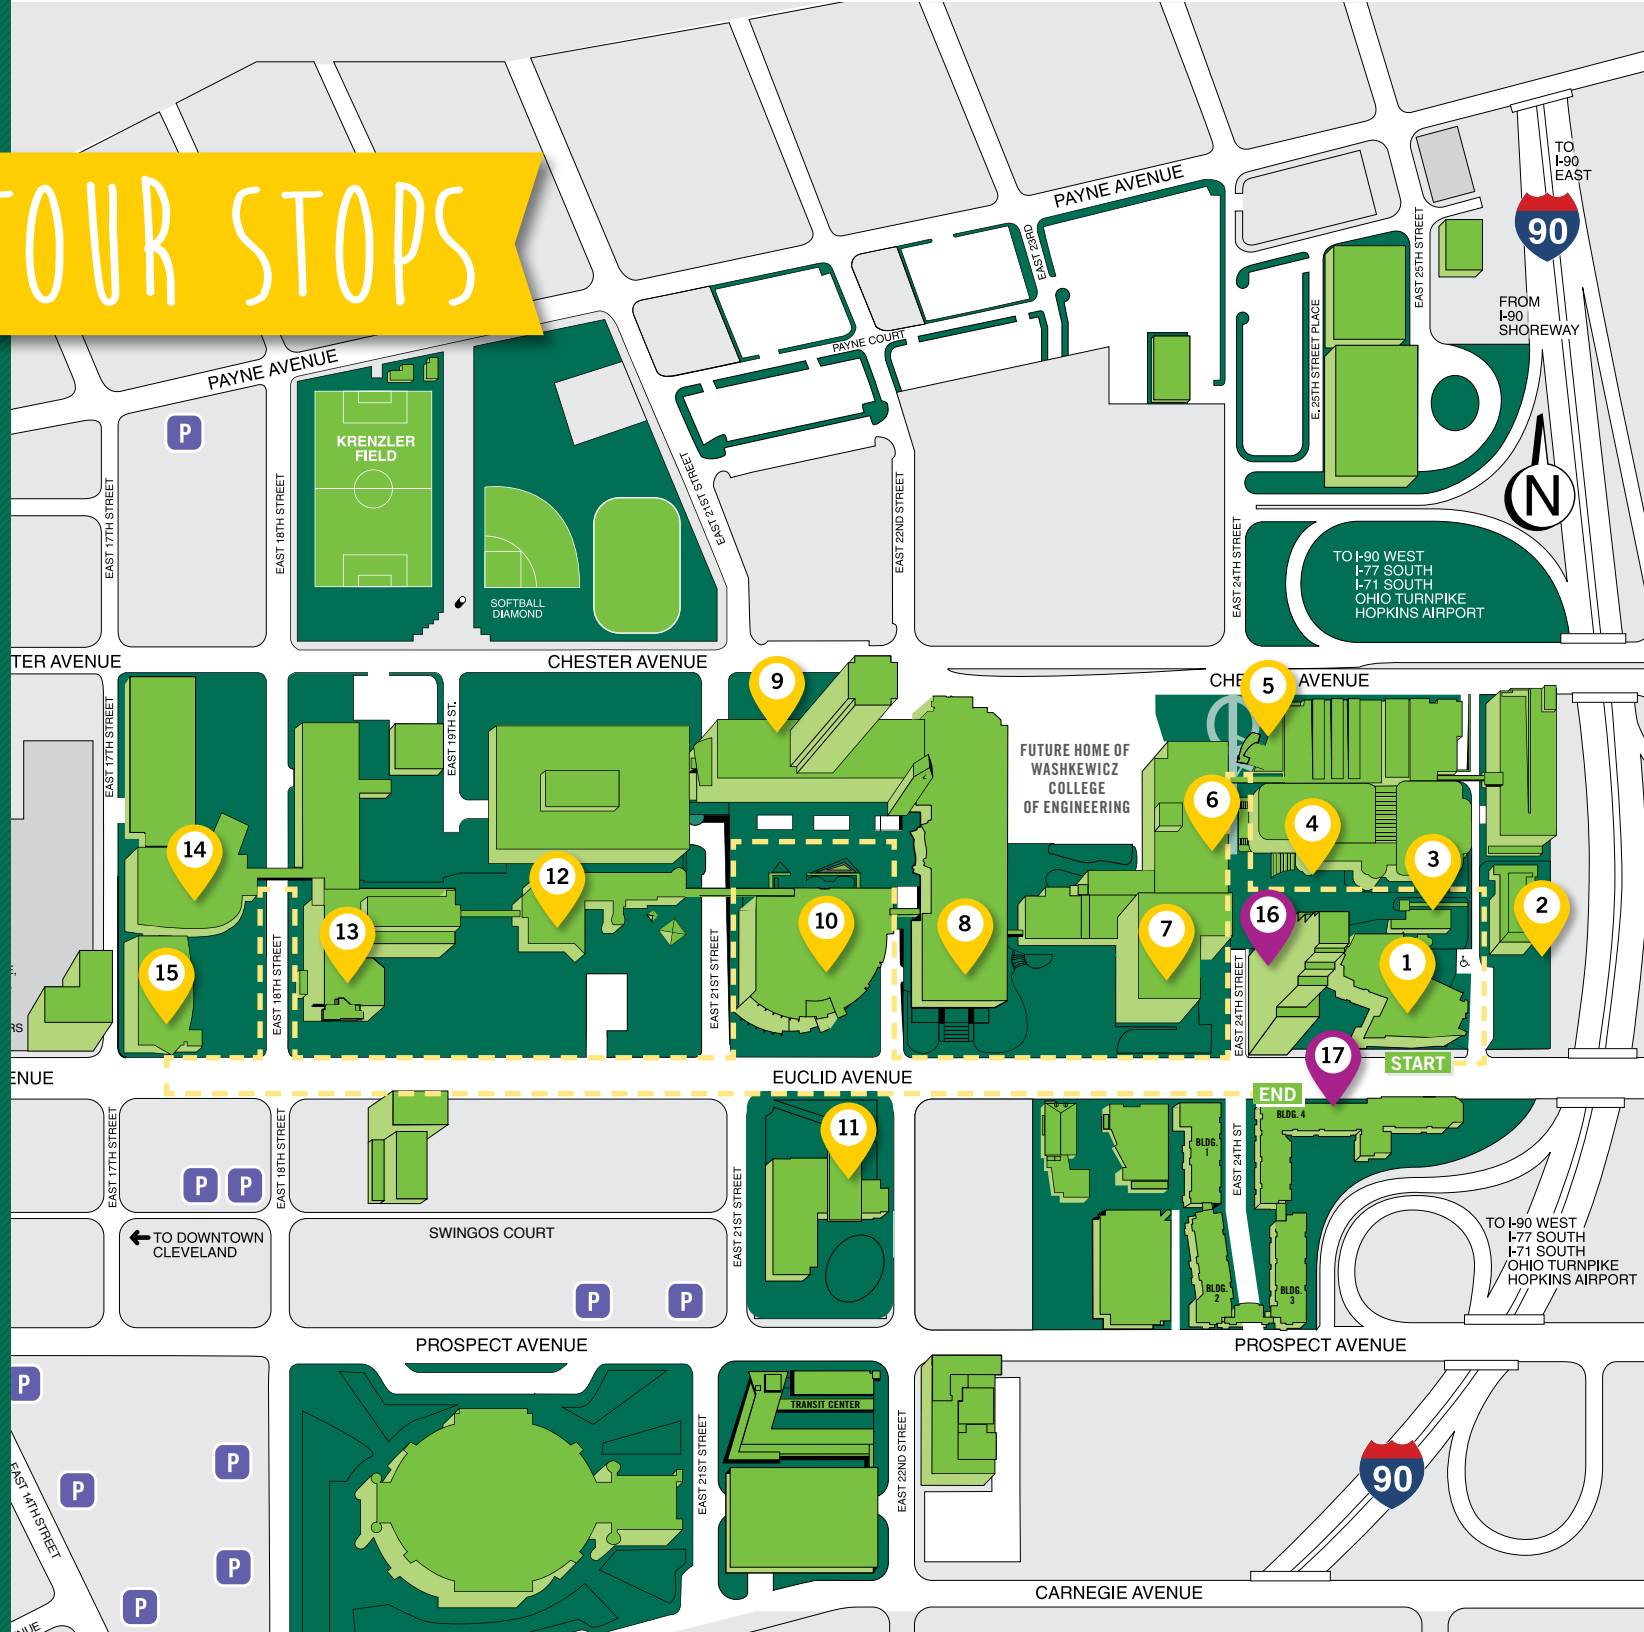 TOUR STOPS
PAYNE AVENUE
TO
I-90
EAST
90
FROM
I-90
SHOREWAY
EAST 25TH STREET
E. 25TH STREET PLACE
EAST 23RD
PAYNE COURT
PAYNE AVENUE
P
KRENZLER
FIELD
SOFTBALL
DIAMOND
EAST 17TH STREET
EAST 18TH STREET
EAST 21ST STREET
EAST 22ND STREET
EAST 24TH STREET
N
TO I-90 WEST
I-77 SOUTH
I-71 SOUTH
OHIO TURNPIKE
HOPKINS AIRPORT
TER AVENUE
CHESTER AVENUE
CHE AVENUE
EAST 17TH STREET
EAST 19TH ST.
9
5
FUTURE HOME OF
WASHKEWICZ
COLLEGE
OF ENGINEERING
6
4
3
14
12
2
13
10
8
7
16
1
15
EAST 18TH STREET
EAST 21ST STREET
EAST 24TH STREET
RS
17
START
ENUE
EUCLID AVENUE
END
BLDG. 4
11
BLDG.
1
EAST 17TH STREET
EAST 18TH STREET
EAST 21ST STREET
EAST 24TH ST
P
P
TO DOWNTOWN
CLEVELAND
SWINGOS COURT
TO I-90 WEST
I-77 SOUTH
I-71 SOUTH
OHIO TURNPIKE
HOPKINS AIRPORT
BLDG.
2
BLDG.
3
P
P
PROSPECT AVENUE
PROSPECT AVENUE
P
TRANSIT CENTER
EAST 21ST STREET
EAST 22ND STREET
P
P
90
EAST 14TH STREET
P
P
CARNEGIE AVENUE
NUE